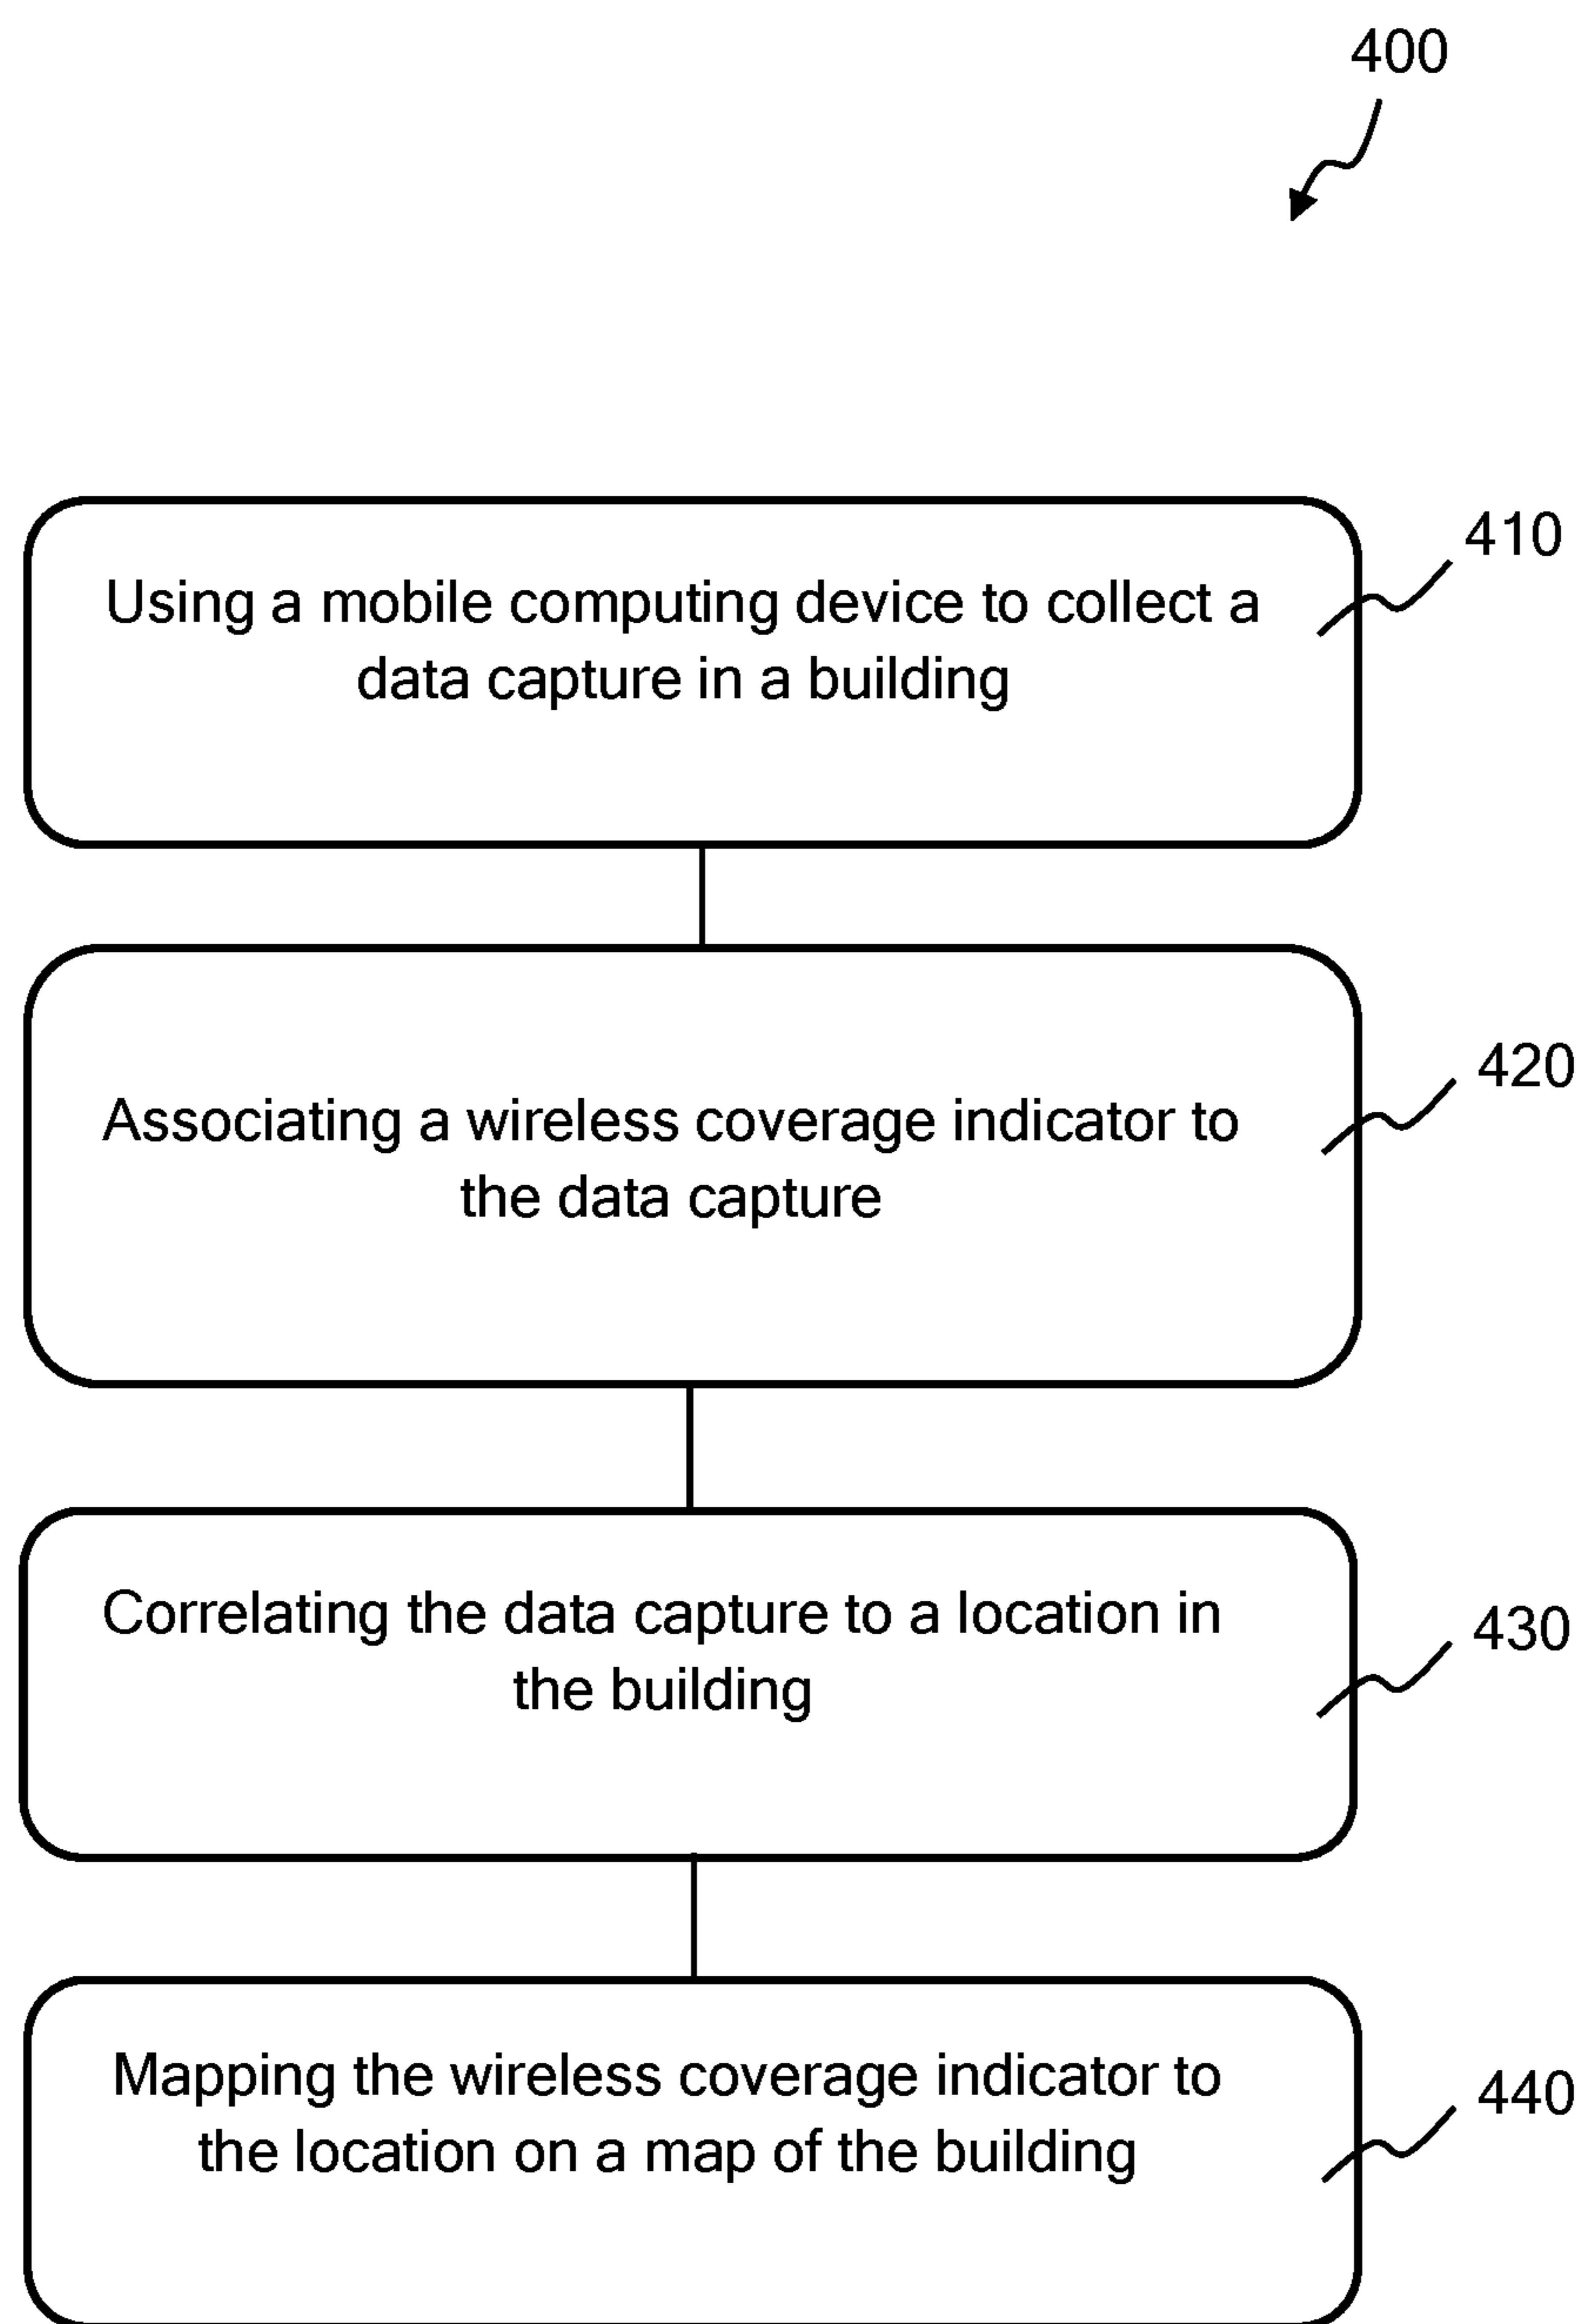 400
410
Using a mobile computing device to collect a
data capture in a building
420
Associating a wireless coverage indicator to
the data capture
430
Correlating the data capture to a location in
the building
440
Mapping the wireless coverage indicator to
the location on a map of the building